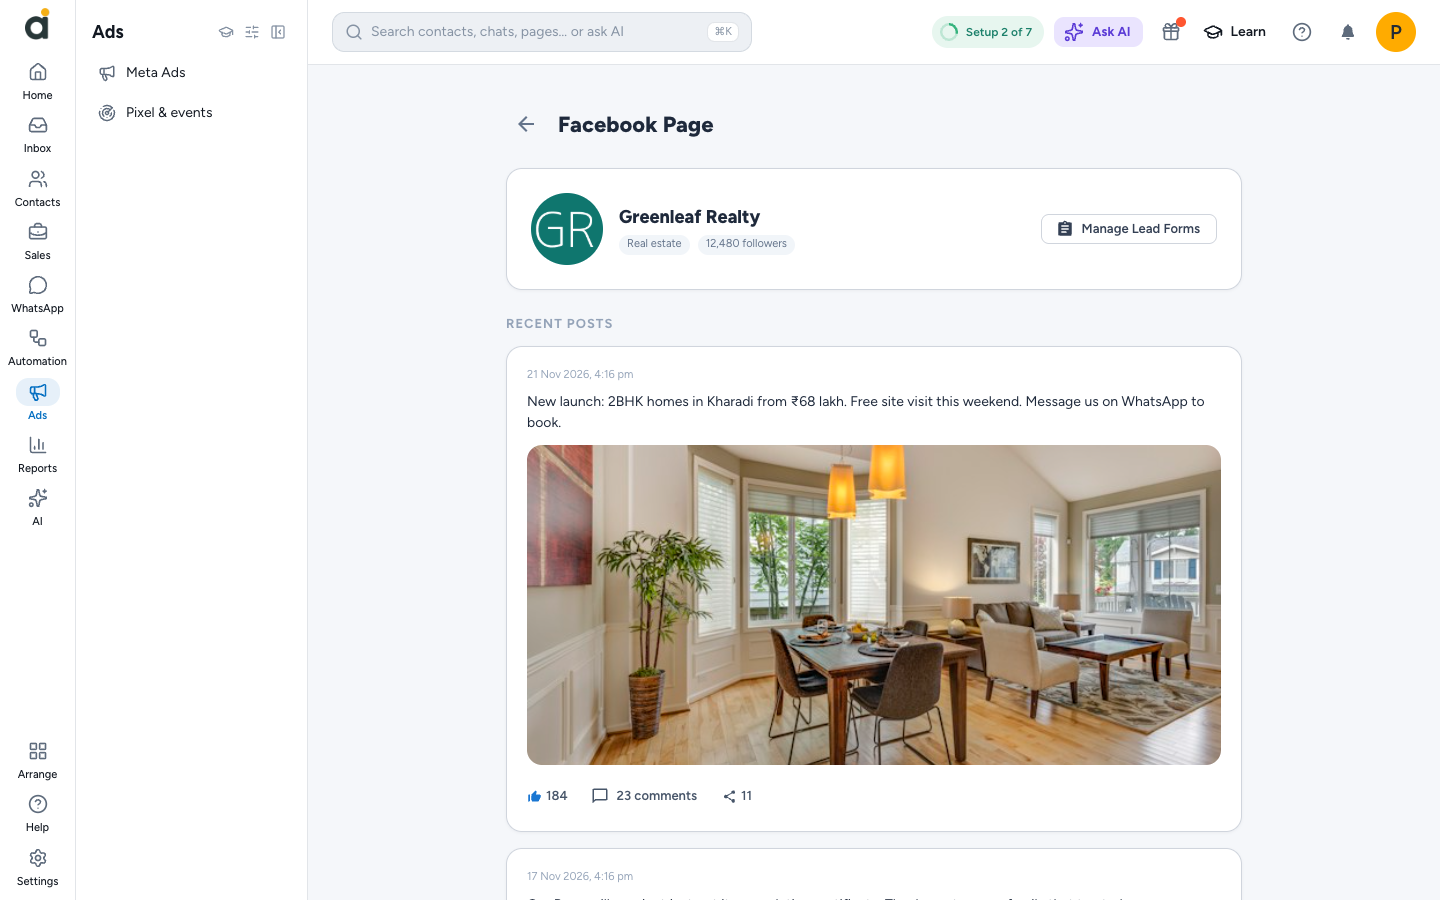 Ads
Search contacts, chats, pages... or ask AI
⌘K
Setup 2 of 7
Ask AI
Learn
P
Home
Inbox
Contacts
Sales
WhatsApp
Automation
Ads
Reports
AI
Arrange
Help
Settings
Meta Ads
Pixel & events
Facebook Page
GR
Greenleaf Realty
Real estate
12,480 followers
Manage Lead Forms
RECENT POSTS
21 Nov 2026, 4:16 pm
New launch: 2BHK homes in Kharadi from ₹68 lakh. Free site visit this weekend. Message us on WhatsApp to
book.
184
23 comments
11
17 Nov 2026, 4:16 pm